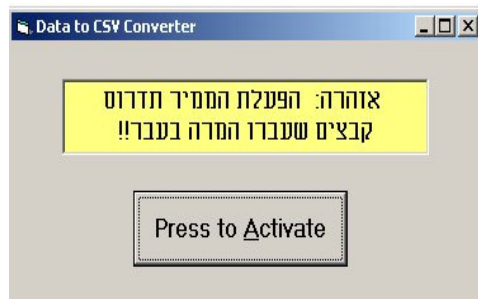 Data to CSV Converter
אזהרה: הפעלת הממיר תדרוס
קבצים שעברו המרה בעבר!!
Press to Activate